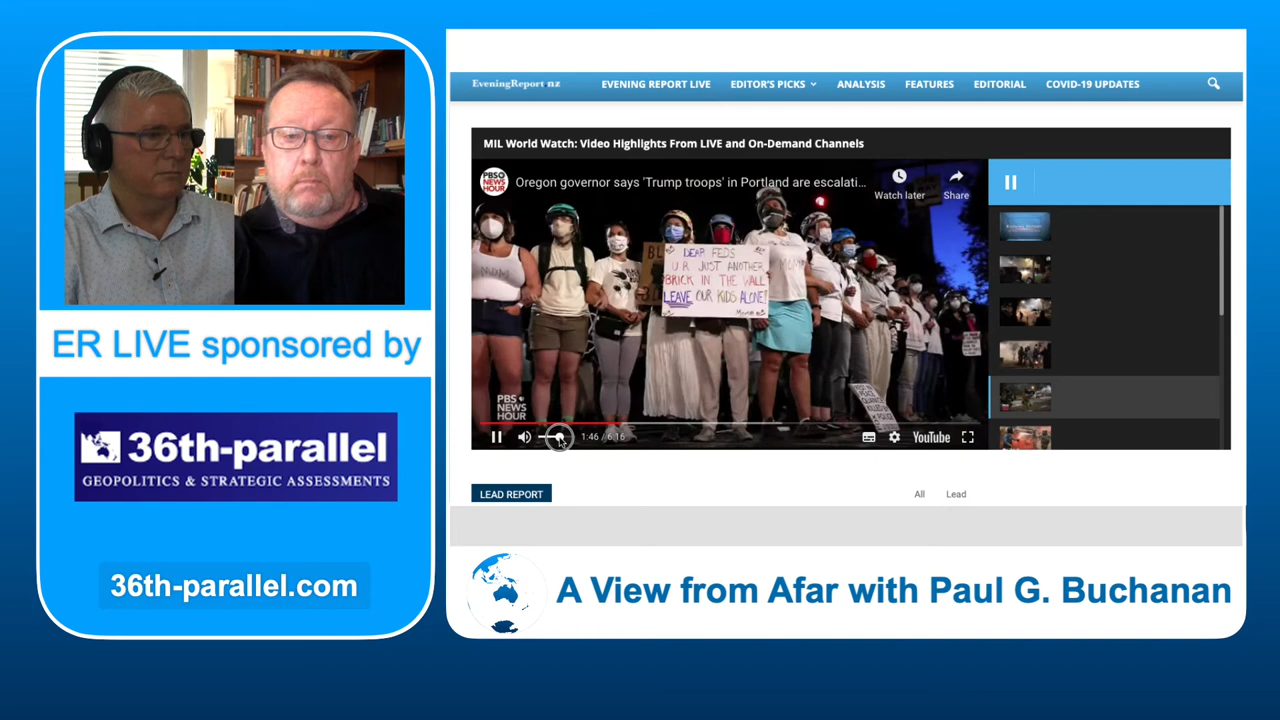 ER LIVE sponsored by
36th-parallel
GEOPOLITICS & STRATEGIC ASSESSMENTS
36th-parallel.com
EveningReport nz
EVENING REPORT LIVE
EDITOR'S PICKS
ANALYSIS
FEATURES
EDITORIAL
COVID-19 UPDATES
MIL World Watch: Video Highlights From LIVE and On-Demand Channels
PBS NEWS HOUR
Oregon governor says 'Trump troops' in Portland are escalati...
Watch later
Share
MOM
DEAR FEDS
U R JUST ANOTHER
BRICK IN THE WALL
LEAVE OUR KIDS ALONE!
PBS
NEWS
HOUR
1:46 / 6:16
YouTube
LEAD REPORT
All
Lead
A View from Afar with Paul G. Buchanan